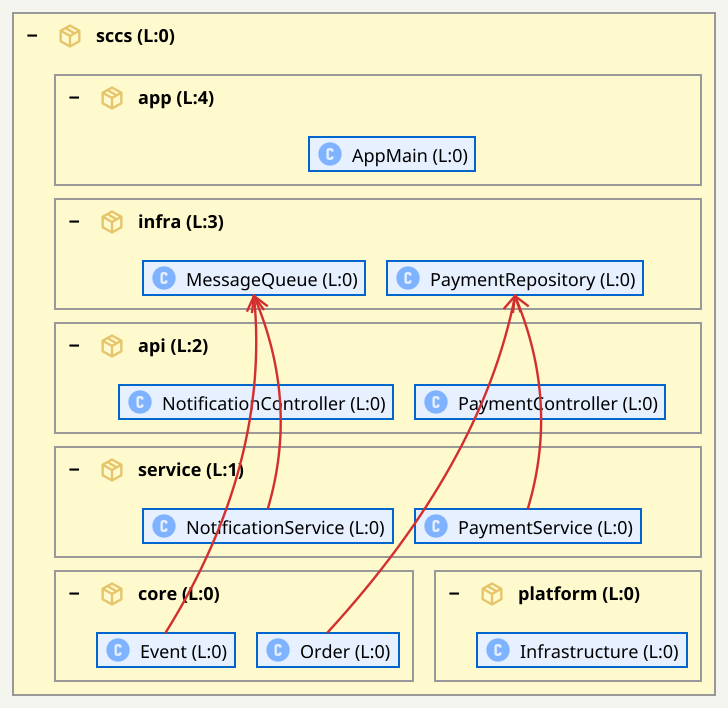 − sccs (L:0)
− app (L:4)
C AppMain (L:0)
− infra (L:3)
C MessageQueue (L:0) C PaymentRepository (L:0)
− api (L:2)
C NotificationController (L:0) C PaymentController (L:0)
− service (L:1)
C NotificationService (L:0) C PaymentService (L:0)
− core (L:0) − platform (L:0)
C Event (L:0) C Order (L:0) C Infrastructure (L:0)